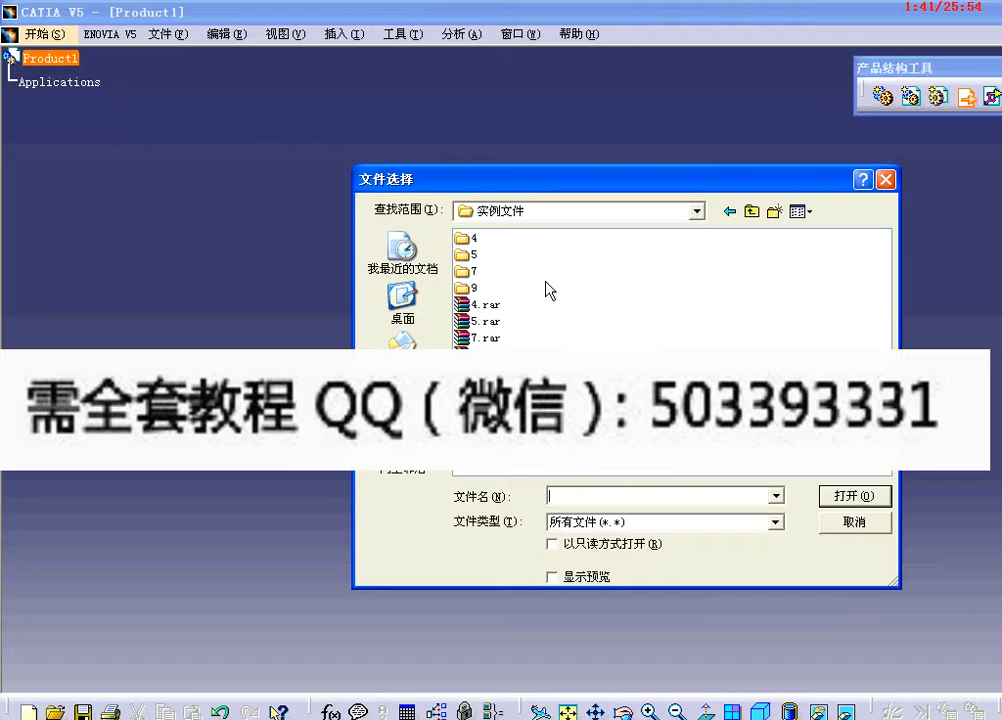 CATIA V5 - [Product1]
1:41/25:54
开始(S) ENOVIA V5 文件(F) 编辑(E) 视图(V) 插入(I) 工具(T) 分析(A) 窗口(W) 帮助(H)
Product1
Applications
产品结构工具
文件选择
查找范围(I): 实例文件
我最近的文档
桌面
4
5
7
9
4.rar
5.rar
7.rar
需全套教程 QQ（微信）: 503393331
文件名(N): 打开(O)
文件类型(T): 所有文件(*.*) 取消
以只读方式打开(R)
显示预览
f(x)